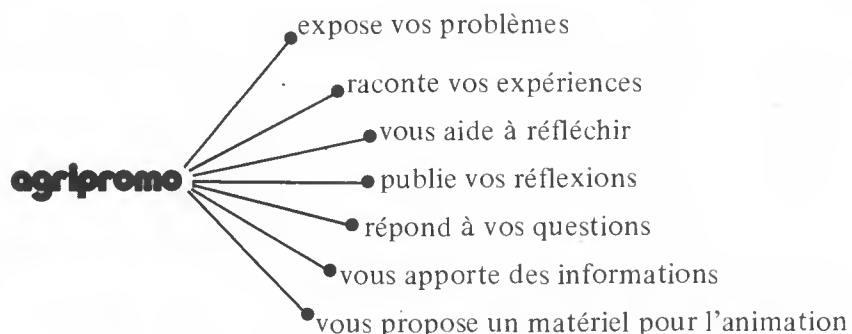 expose vos problèmes
raconte vos expériences
vous aide à réfléchir
agripromo
publie vos réflexions
répond à vos questions
vous apporte des informations
vous propose un matériel pour l'animation